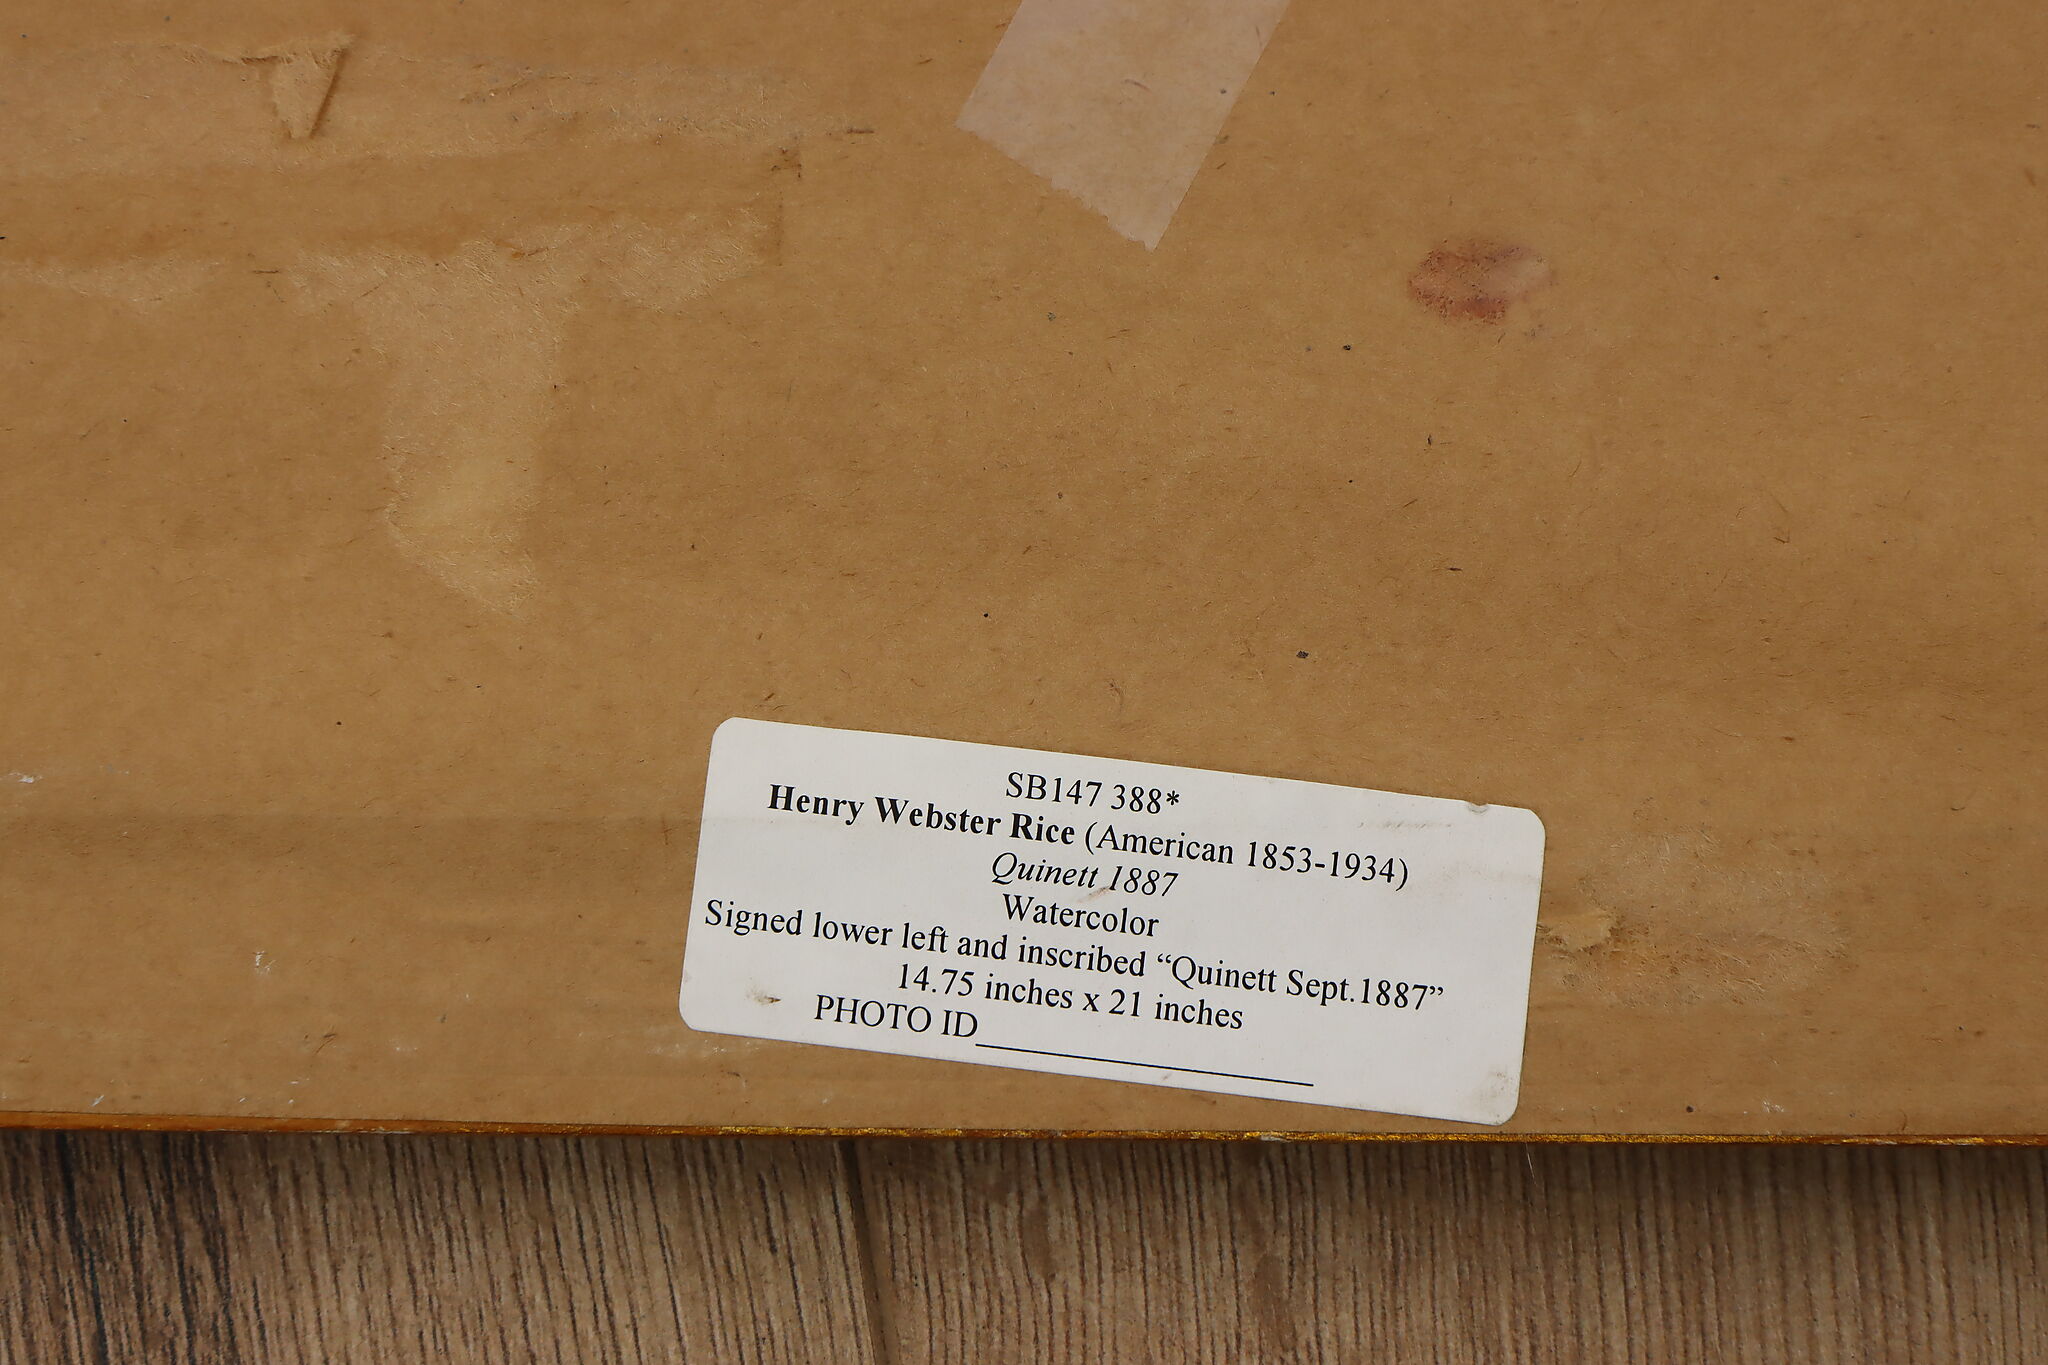 SB147 388*
Henry Webster Rice (American 1853-1934)
Quinett 1887
Watercolor
Signed lower left and inscribed “Quinett Sept.1887”
14.75 inches x 21 inches
PHOTO ID____________________